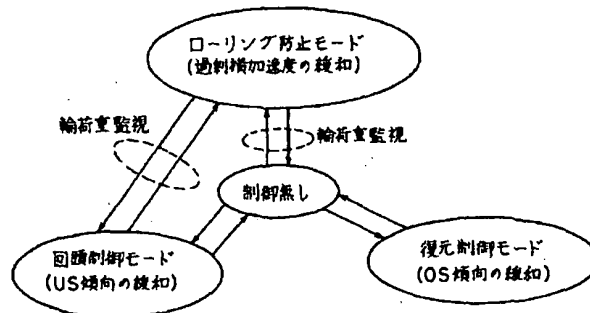 ローリング防止モード
(過剰横加速度の緩和)
輪荷重監視
輪荷重監視
制御無し
回頭制御モード
(US傾向の緩和)
復元制御モード
(OS傾向の緩和)